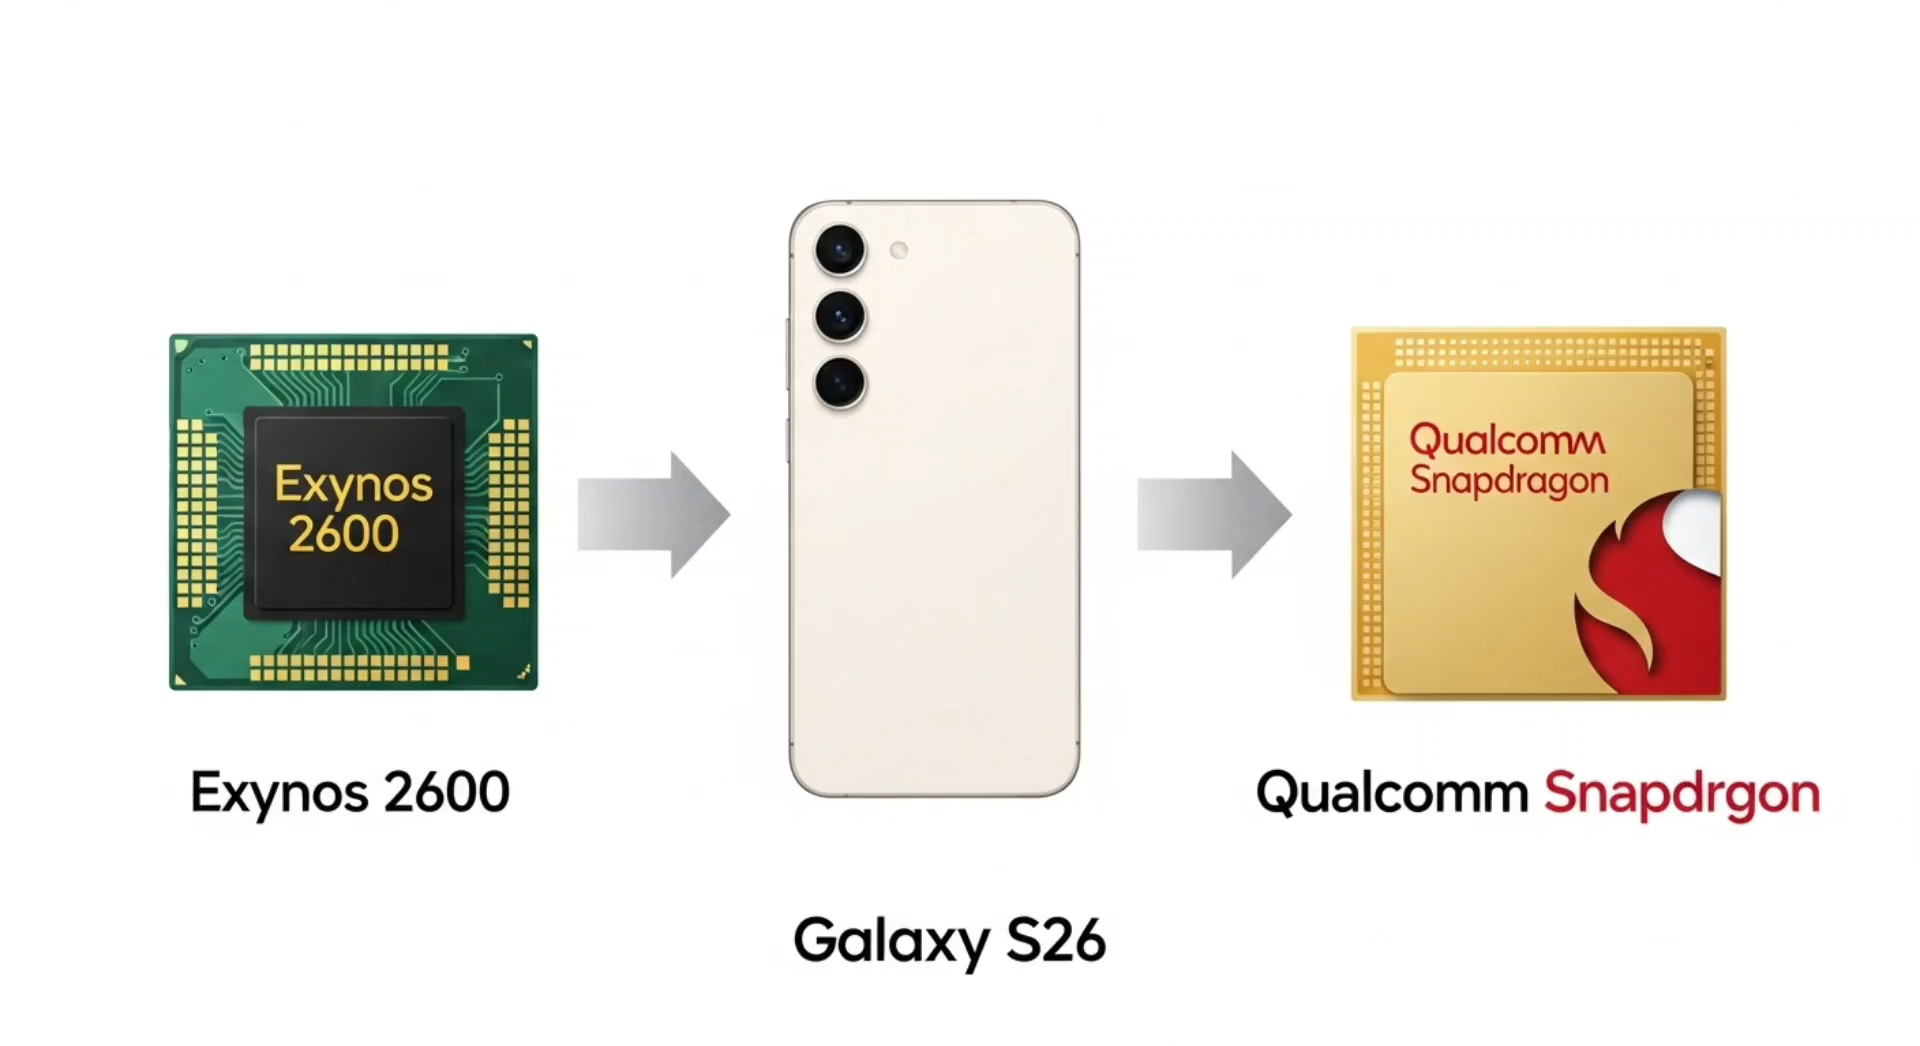 Exynos
2600
Qualcomm
Snapdragon
Exynos 2600
Qualcomm Snapdrgon
Galaxy S26